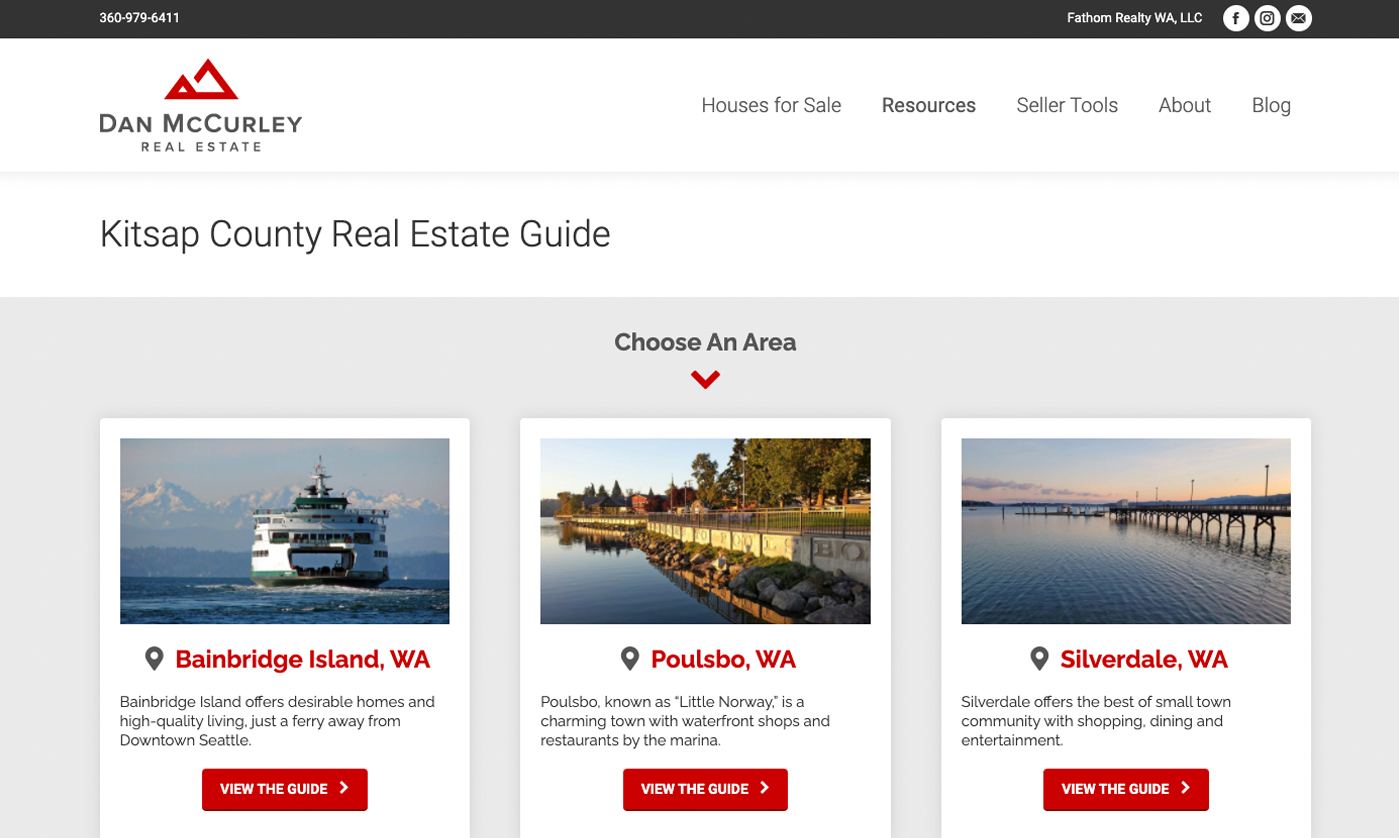 360-979-6411
Fathom Realty WA, LLC
DAN MCCURLEY
REAL ESTATE
Houses for Sale
Resources
Seller Tools
About
Blog
Kitsap County Real Estate Guide
Choose An Area
Bainbridge Island, WA
Bainbridge Island offers desirable homes and
high-quality living, just a ferry away from
Downtown Seattle.
VIEW THE GUIDE
Poulsbo, WA
Poulsbo, known as “Little Norway,” is a
charming town with waterfront shops and
restaurants by the marina.
VIEW THE GUIDE
Silverdale, WA
Silverdale offers the best of small town
community with shopping, dining and
entertainment.
VIEW THE GUIDE